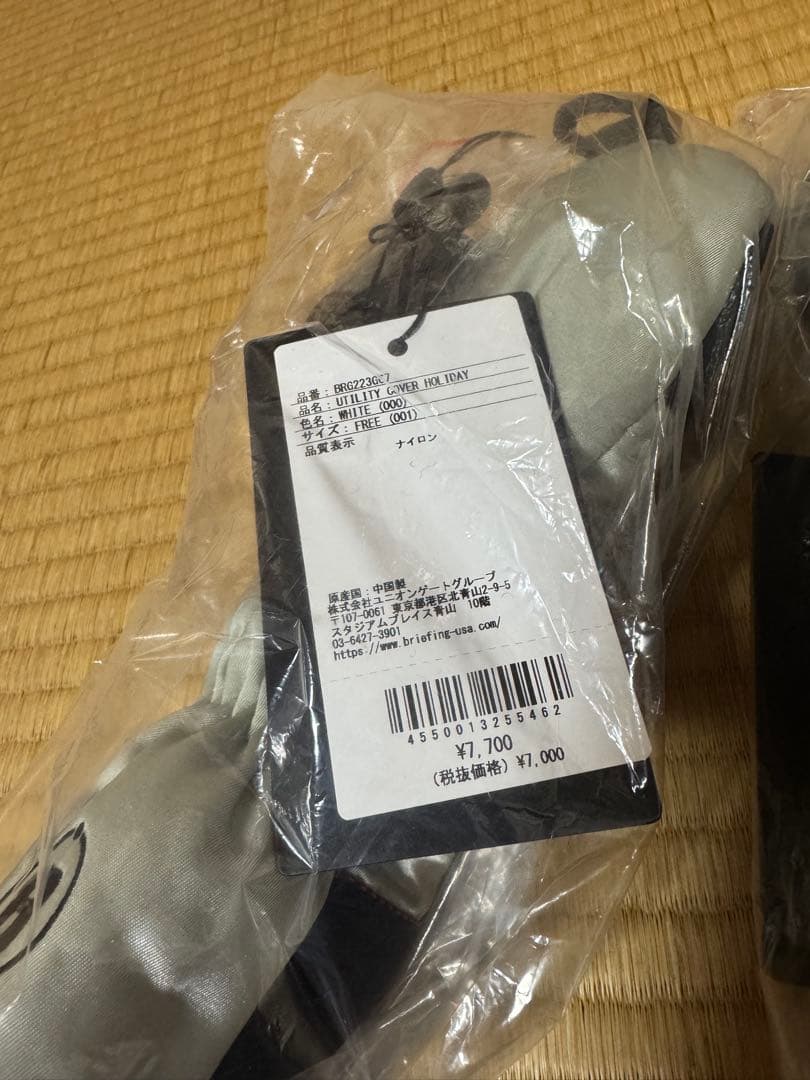 品番：BRG223G
品名：UTILITY COVER HOLIDAY
色名：WHITE (000)
サイズ：FREE (001)
品質表示 ナイロン
原産国：中国製
株式会社ユニオンゲートグループ
〒107-0061 東京都港区北青山2-9-5
スタジアムプレイス青山 10階
03-6427-3901
https://www.briefing-usa.com/
4550013255462
¥7,700
(税抜価格) ¥7,000